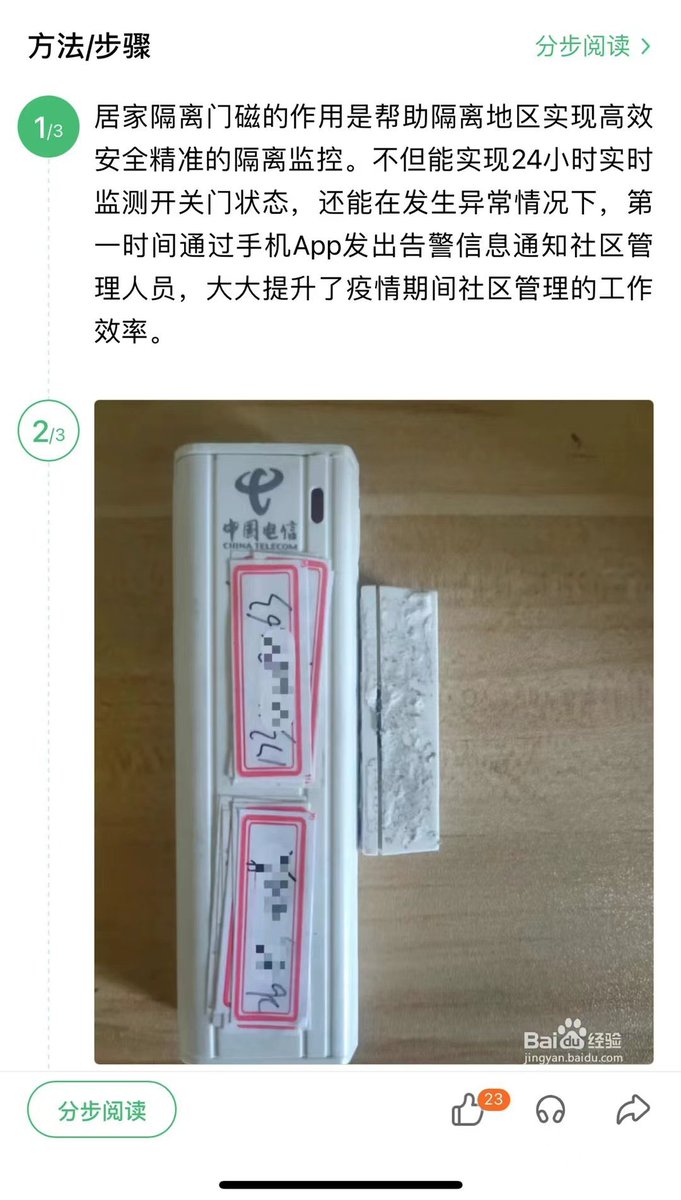 方法/步骤
分步阅读
1/3
居家隔离门磁的作用是帮助隔离地区实现高效
安全精准的隔离监控。不但能实现24小时实时
监测开关门状态，还能在发生异常情况下，第
一时间通过手机App发出告警信息通知社区管
理人员，大大提升了疫情期间社区管理的工作
效率。
2/3
中国电信
CHINA TELECOM
Baidu经验
jingyan.baidu.com
分步阅读
23